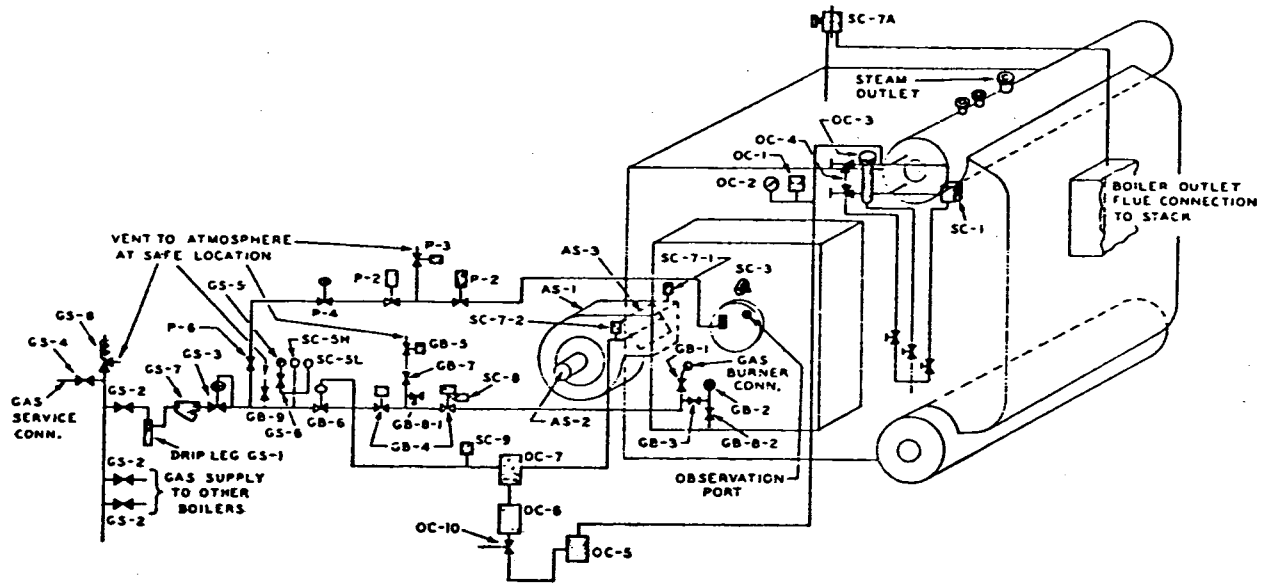 SC-7A
STEAM
OUTLET
OC-3
OC-4
OC-1
OC-2
BOILER OUTLET
FLUE CONNECTION
TO STACK
SC-1
VENT TO ATMOSPHERE
AT SAFE LOCATION
P-3
AS-3
SC-7-1
SC-3
P-2
P-2
GS-5
AS-1
GS-8
P-4
SC-7-2
GS-4
P-6
SC-5H
SC-5L
GS-3
GS-7
GB-5
GB-7
GB-1
GAS
BURNER
CONN.
GS-2
SC-8
GAS
SERVICE
CONN.
GB-9
GS-6
GB-6
GB-8-1
GB-4
AS-2
GB-3
GB-2
GB-8-2
DRIP LEG GS-1
SC-9
OC-7
GS-2
GAS SUPPLY
TO OTHER
BOILERS
OBSERVATION
PORT
GS-2
OC-6
OC-10
OC-5